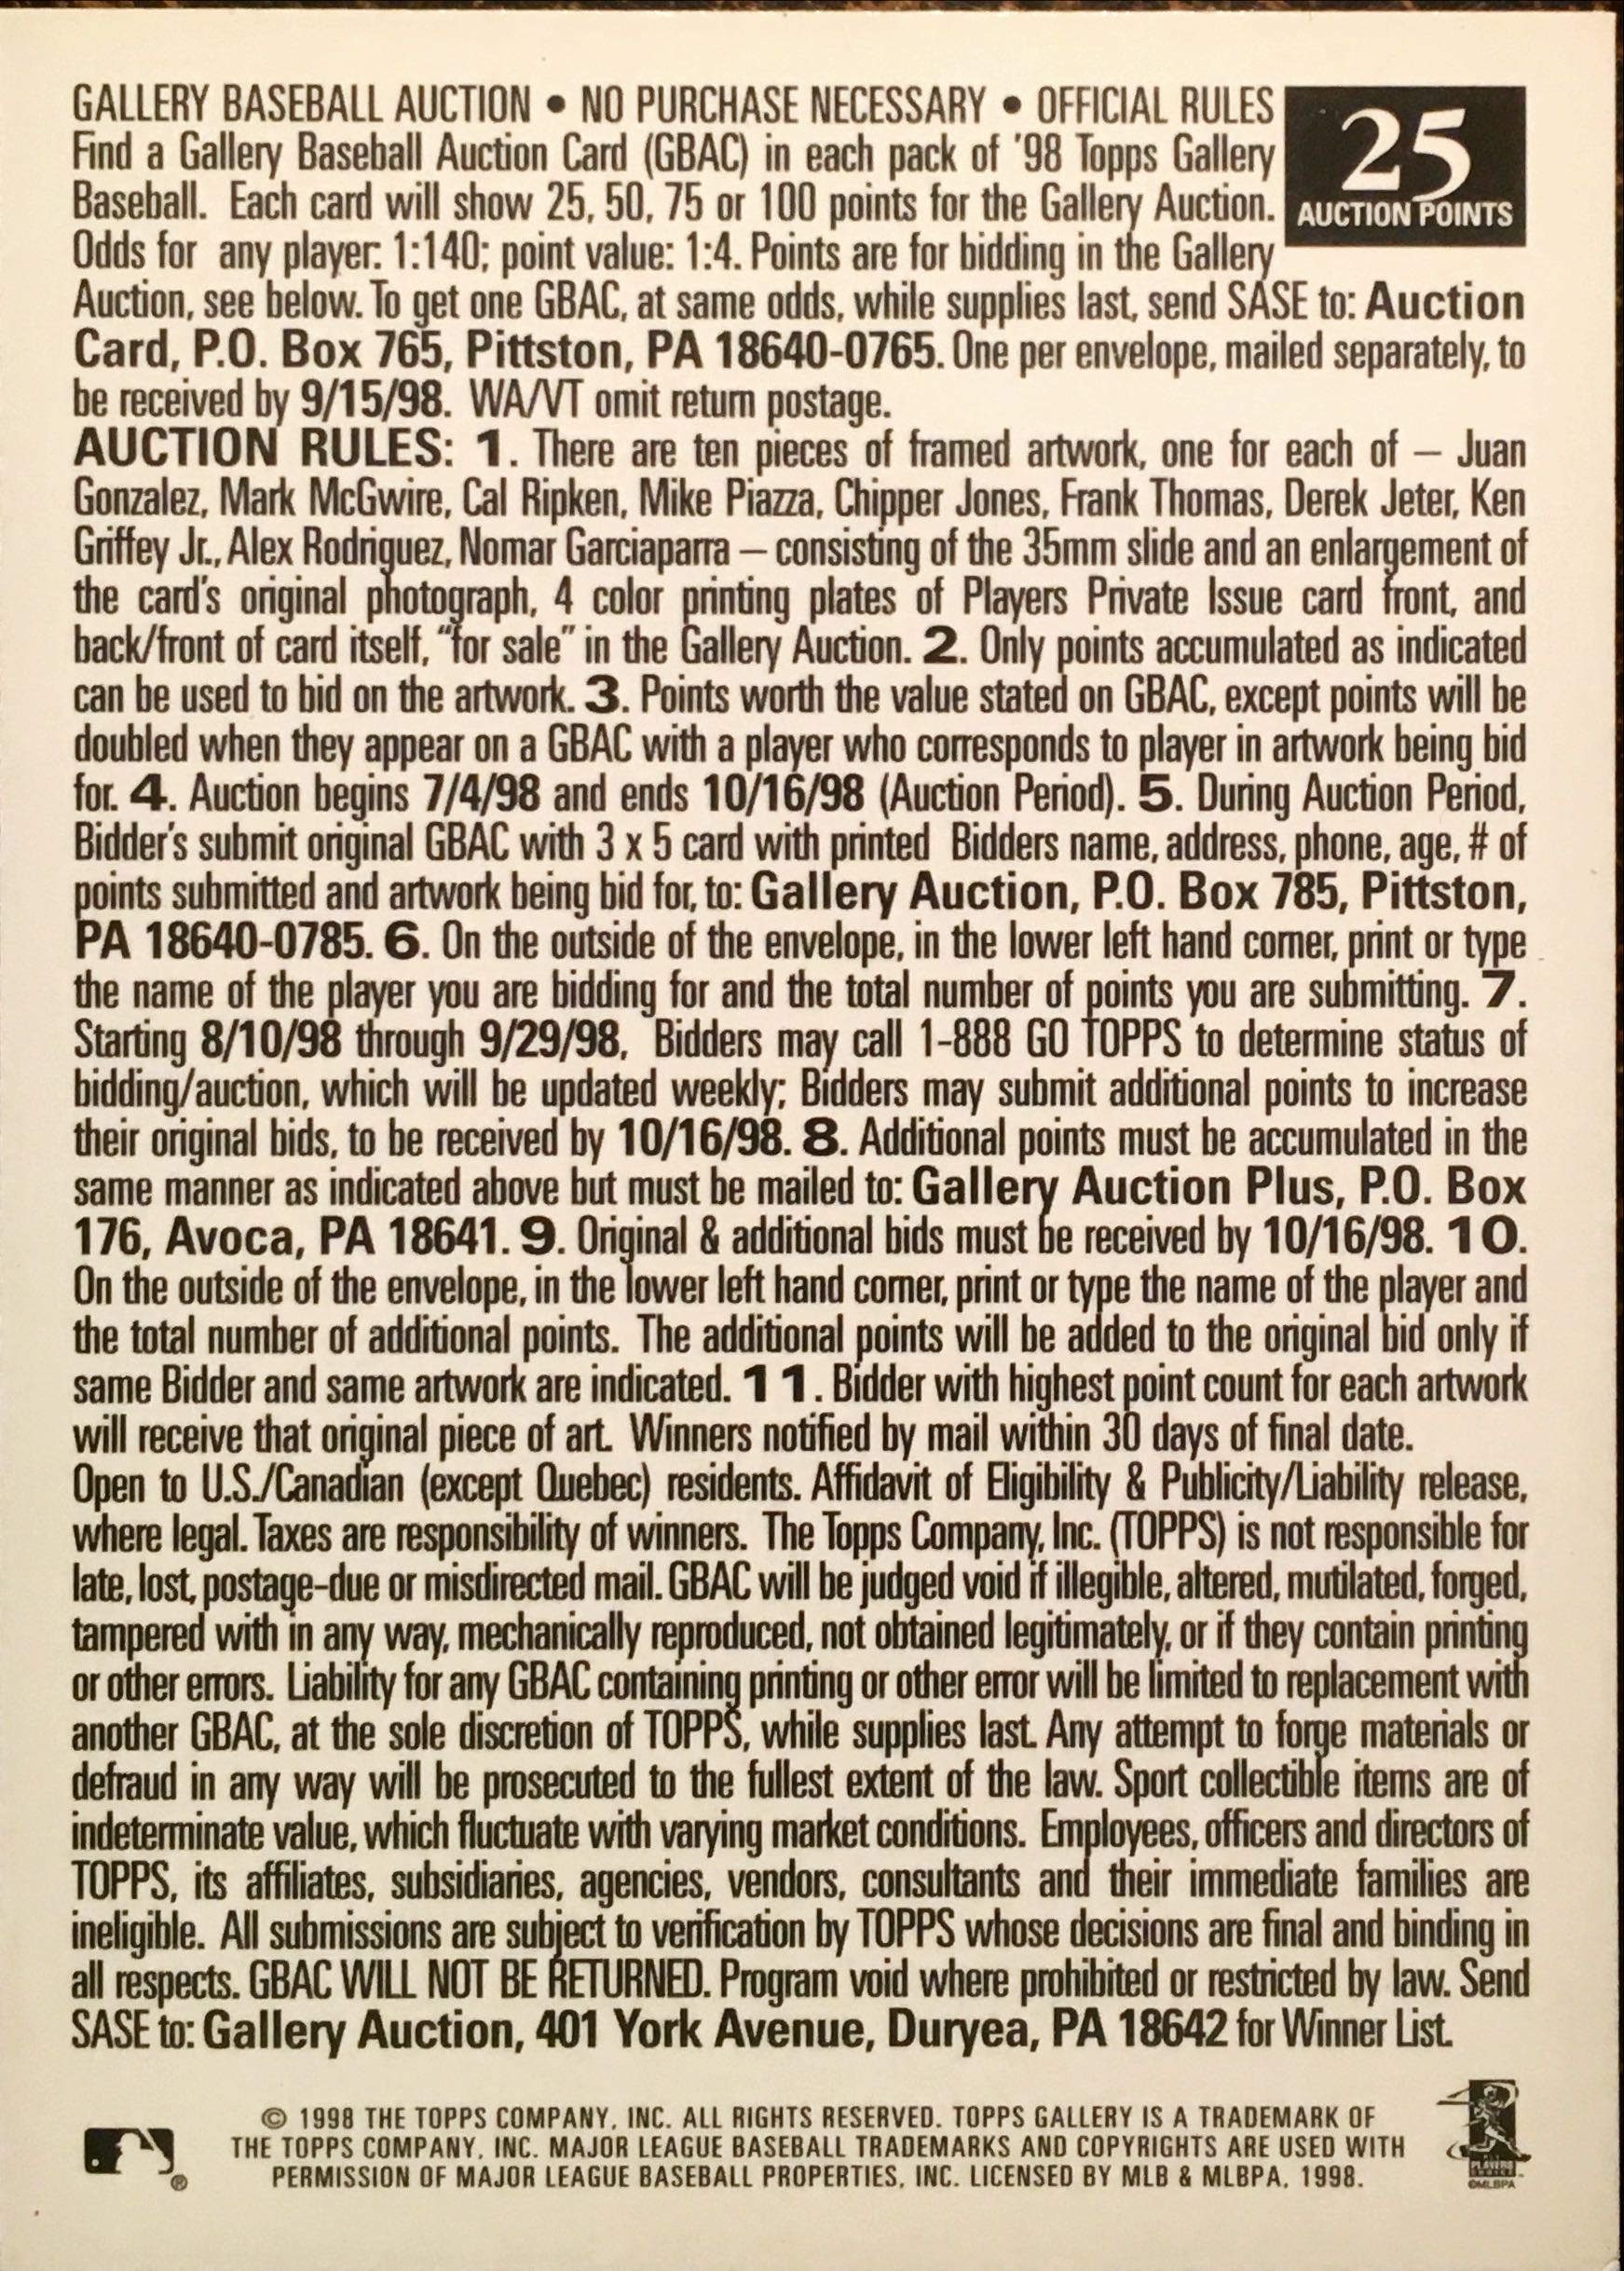 GALLERY BASEBALL AUCTION • NO PURCHASE NECESSARY • OFFICIAL RULES
25
AUCTION POINTS
Find a Gallery Baseball Auction Card (GBAC) in each pack of '98 Topps Gallery
Baseball. Each card will show 25, 50, 75 or 100 points for the Gallery Auction.
Odds for any player: 1:140; point value: 1:4. Points are for bidding in the Gallery
Auction, see below. To get one GBAC, at same odds, while supplies last, send SASE to: Auction
Card, P.O. Box 765, Pittston, PA 18640-0765. One per envelope, mailed separately, to
be received by 9/15/98. WA/VT omit return postage.
AUCTION RULES: 1. There are ten pieces of framed artwork, one for each of — Juan
Gonzalez, Mark McGwire, Cal Ripken, Mike Piazza, Chipper Jones, Frank Thomas, Derek Jeter, Ken
Griffey Jr., Alex Rodriguez, Nomar Garciaparra — consisting of the 35mm slide and an enlargement of
the card's original photograph, 4 color printing plates of Players Private Issue card front, and
back/front of card itself, "for sale" in the Gallery Auction. 2. Only points accumulated as indicated
can be used to bid on the artwork. 3. Points worth the value stated on GBAC, except points will be
doubled when they appear on a GBAC with a player who corresponds to player in artwork being bid
for. 4. Auction begins 7/4/98 and ends 10/16/98 (Auction Period). 5. During Auction Period,
Bidder's submit original GBAC with 3 x 5 card with printed Bidders name, address, phone, age, # of
points submitted and artwork being bid for, to: Gallery Auction, P.O. Box 785, Pittston,
PA 18640-0785. 6. On the outside of the envelope, in the lower left hand corner, print or type
the name of the player you are bidding for and the total number of points you are submitting. 7.
Starting 8/10/98 through 9/29/98, Bidders may call 1-888 GO TOPPS to determine status of
bidding/auction, which will be updated weekly; Bidders may submit additional points to increase
their original bids, to be received by 10/16/98. 8. Additional points must be accumulated in the
same manner as indicated above but must be mailed to: Gallery Auction Plus, P.O. Box
176, Avoca, PA 18641. 9. Original & additional bids must be received by 10/16/98. 10.
On the outside of the envelope, in the lower left hand corner, print or type the name of the player and
the total number of additional points. The additional points will be added to the original bid only if
same Bidder and same artwork are indicated. 11. Bidder with highest point count for each artwork
will receive that original piece of art. Winners notified by mail within 30 days of final date.
Open to U.S./Canadian (except Quebec) residents. Affidavit of Eligibility & Publicity/Liability release,
where legal. Taxes are responsibility of winners. The Topps Company, Inc. (TOPPS) is not responsible for
late, lost, postage-due or misdirected mail. GBAC will be judged void if illegible, altered, mutilated, forged,
tampered with in any way, mechanically reproduced, not obtained legitimately, or if they contain printing
or other errors. Liability for any GBAC containing printing or other error will be limited to replacement with
another GBAC, at the sole discretion of TOPPS, while supplies last. Any attempt to forge materials or
defraud in any way will be prosecuted to the fullest extent of the law. Sport collectible items are of
indeterminate value, which fluctuate with varying market conditions. Employees, officers and directors of
TOPPS, its affiliates, subsidiaries, agencies, vendors, consultants and their immediate families are
ineligible. All submissions are subject to verification by TOPPS whose decisions are final and binding in
all respects. GBAC WILL NOT BE RETURNED. Program void where prohibited or restricted by law. Send
SASE to: Gallery Auction, 401 York Avenue, Duryea, PA 18642 for Winner List.
© 1998 THE TOPPS COMPANY, INC. ALL RIGHTS RESERVED. TOPPS GALLERY IS A TRADEMARK OF
THE TOPPS COMPANY, INC. MAJOR LEAGUE BASEBALL TRADEMARKS AND COPYRIGHTS ARE USED WITH
PERMISSION OF MAJOR LEAGUE BASEBALL PROPERTIES, INC. LICENSED BY MLB & MLBPA, 1998.
®
PLAYERS
CHOICE
©MLBPA